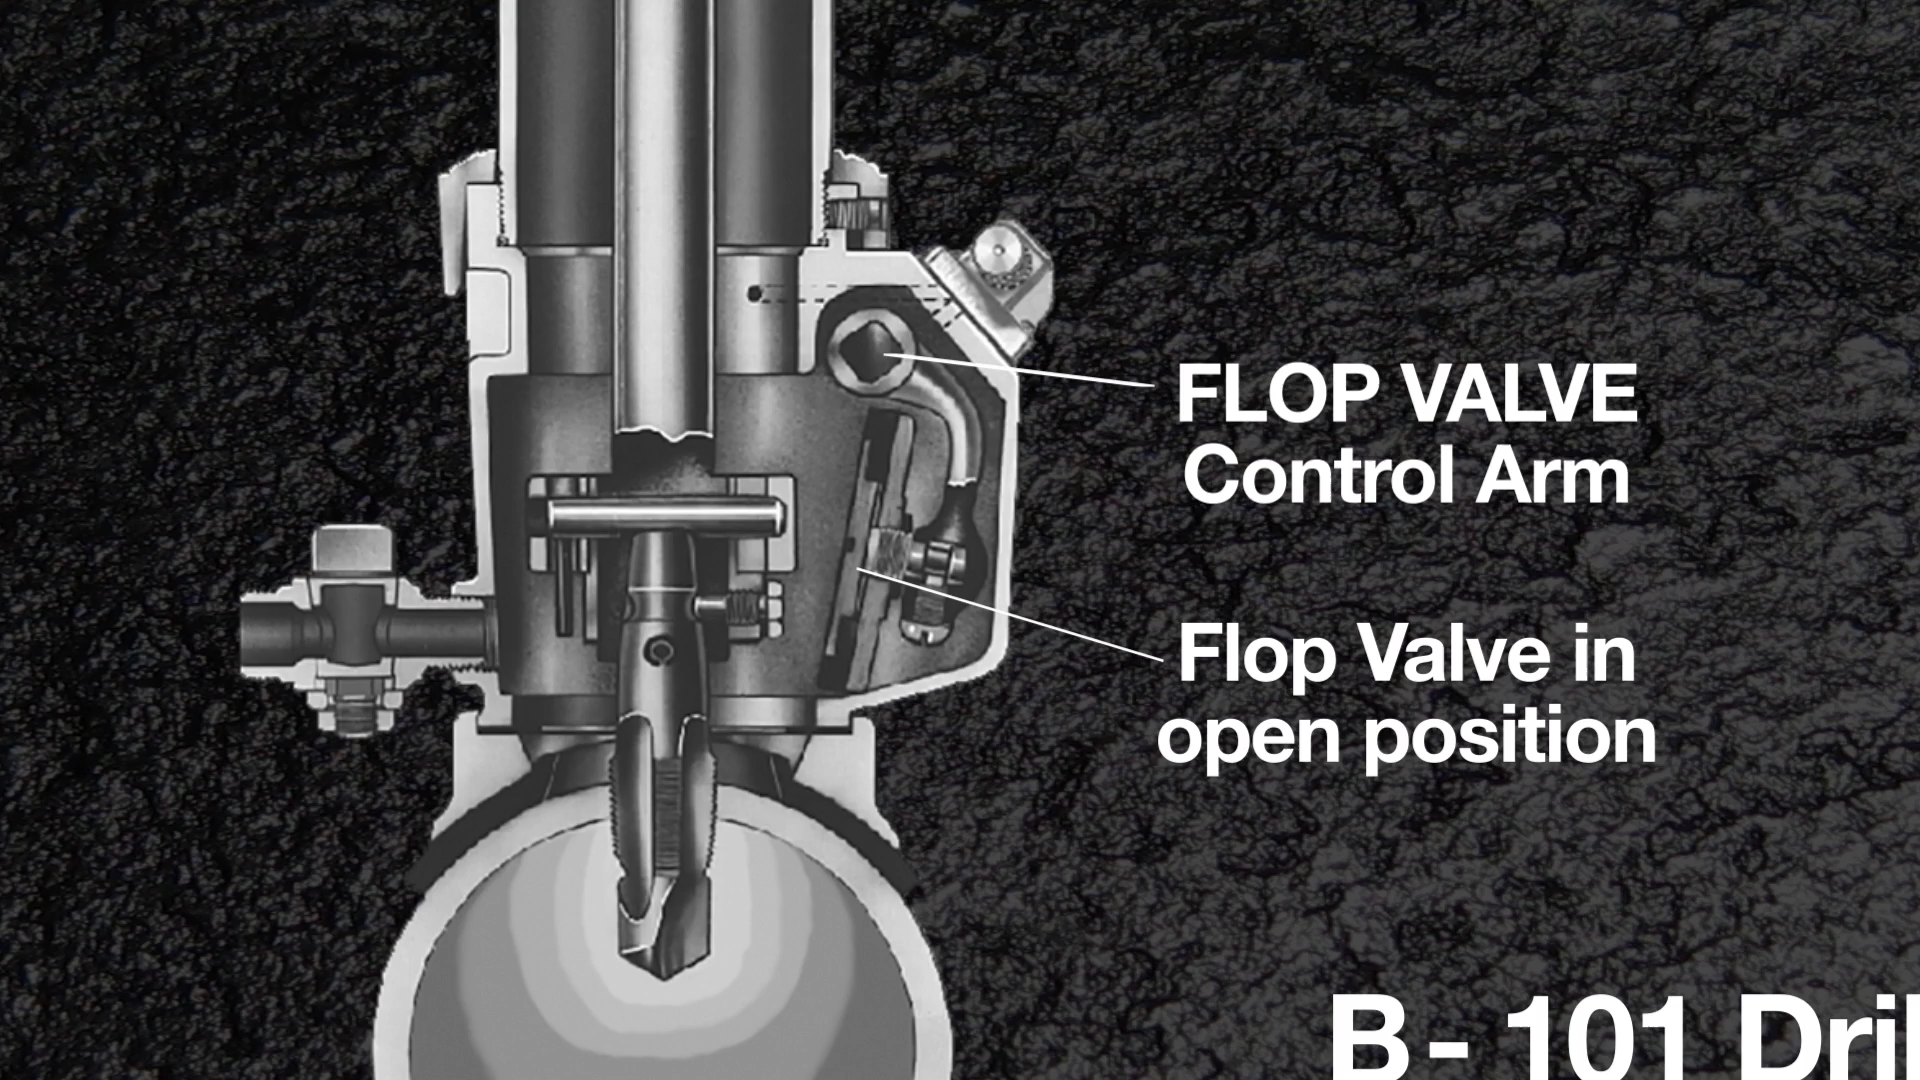 FLOP VALVE
Control Arm
Flop Valve in
open position
B - 101